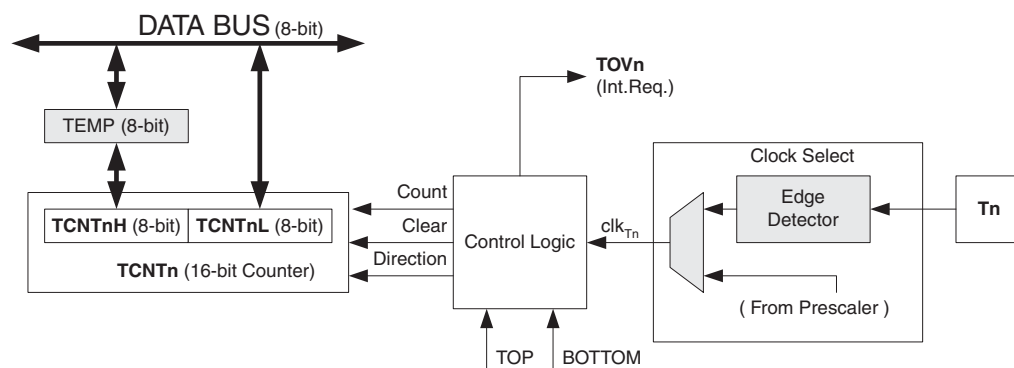 DATA BUS (8-bit)
TOVn
(Int.Req.)
TEMP (8-bit)
Clock Select
Count
Edge
Detector
Tn
TCNTnH (8-bit) TCNTnL (8-bit)
Clear
Control Logic
clkTn
TCNTn (16-bit Counter)
Direction
( From Prescaler )
TOP
BOTTOM